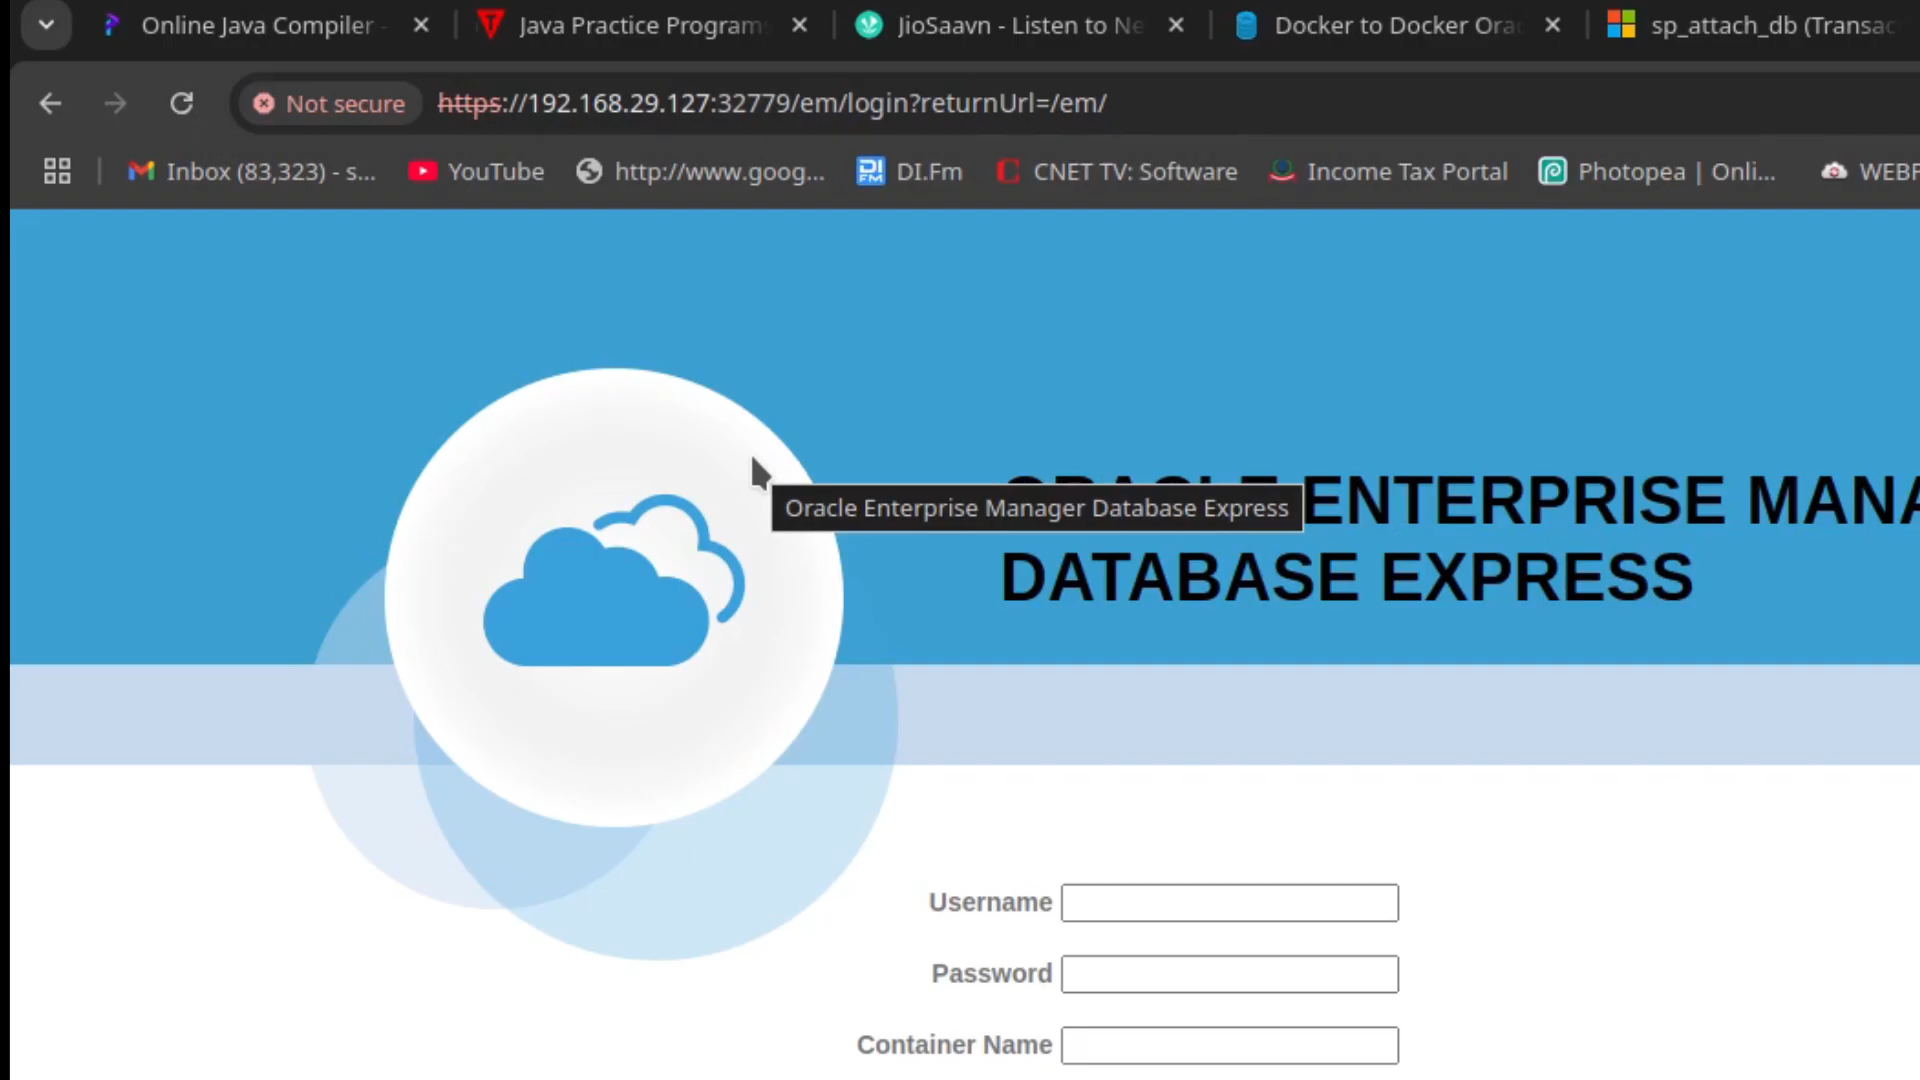 Online Java Compiler -
Java Practice Programs
JioSaavn - Listen to Ne
Docker to Docker Ora
sp_attach_db (Transac
Not secure
https://192.168.29.127:32779/em/login?returnUrl=/em/
Inbox (83,323) - s...
YouTube
http://www.goog...
DI.Fm
CNET TV: Software
Income Tax Portal
Photopea | Onli...
WEBF
ORACLE ENTERPRISE MANA
Oracle Enterprise Manager Database Express
DATABASE EXPRESS
Username
Password
Container Name